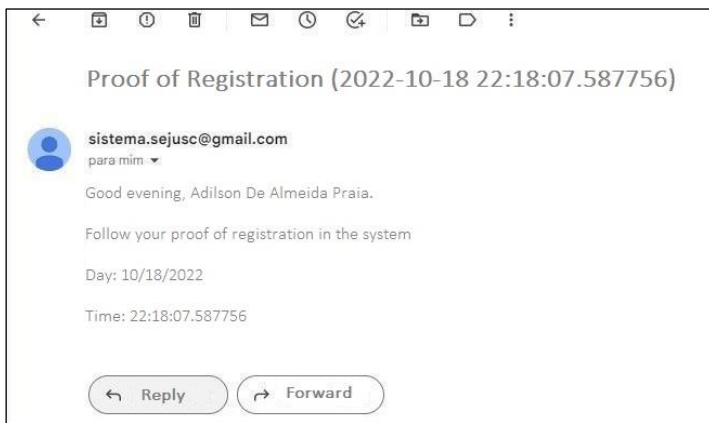 Proof of Registration (2022-10-18 22:18:07.587756)
sistema.sejusc@gmail.com
para mim
Good evening, Adilson De Almeida Praia.
Follow your proof of registration in the system
Day: 10/18/2022
Time: 22:18:07.587756
Reply Forward